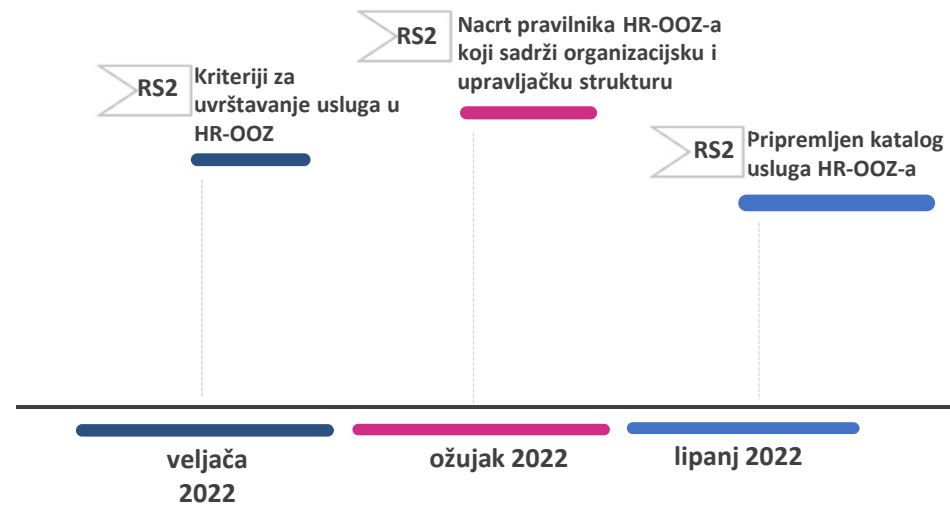 RS2
Kriteriji za
uvrštavanje usluga u
HR-OOZ
RS2
Nacrt pravilnika HR-OOZ-a
koji sadrži organizacijsku i
upravljačku strukturu
RS2
Pripremljen katalog
usluga HR-OOZ-a
veljača
2022
ožujak 2022
lipanj 2022